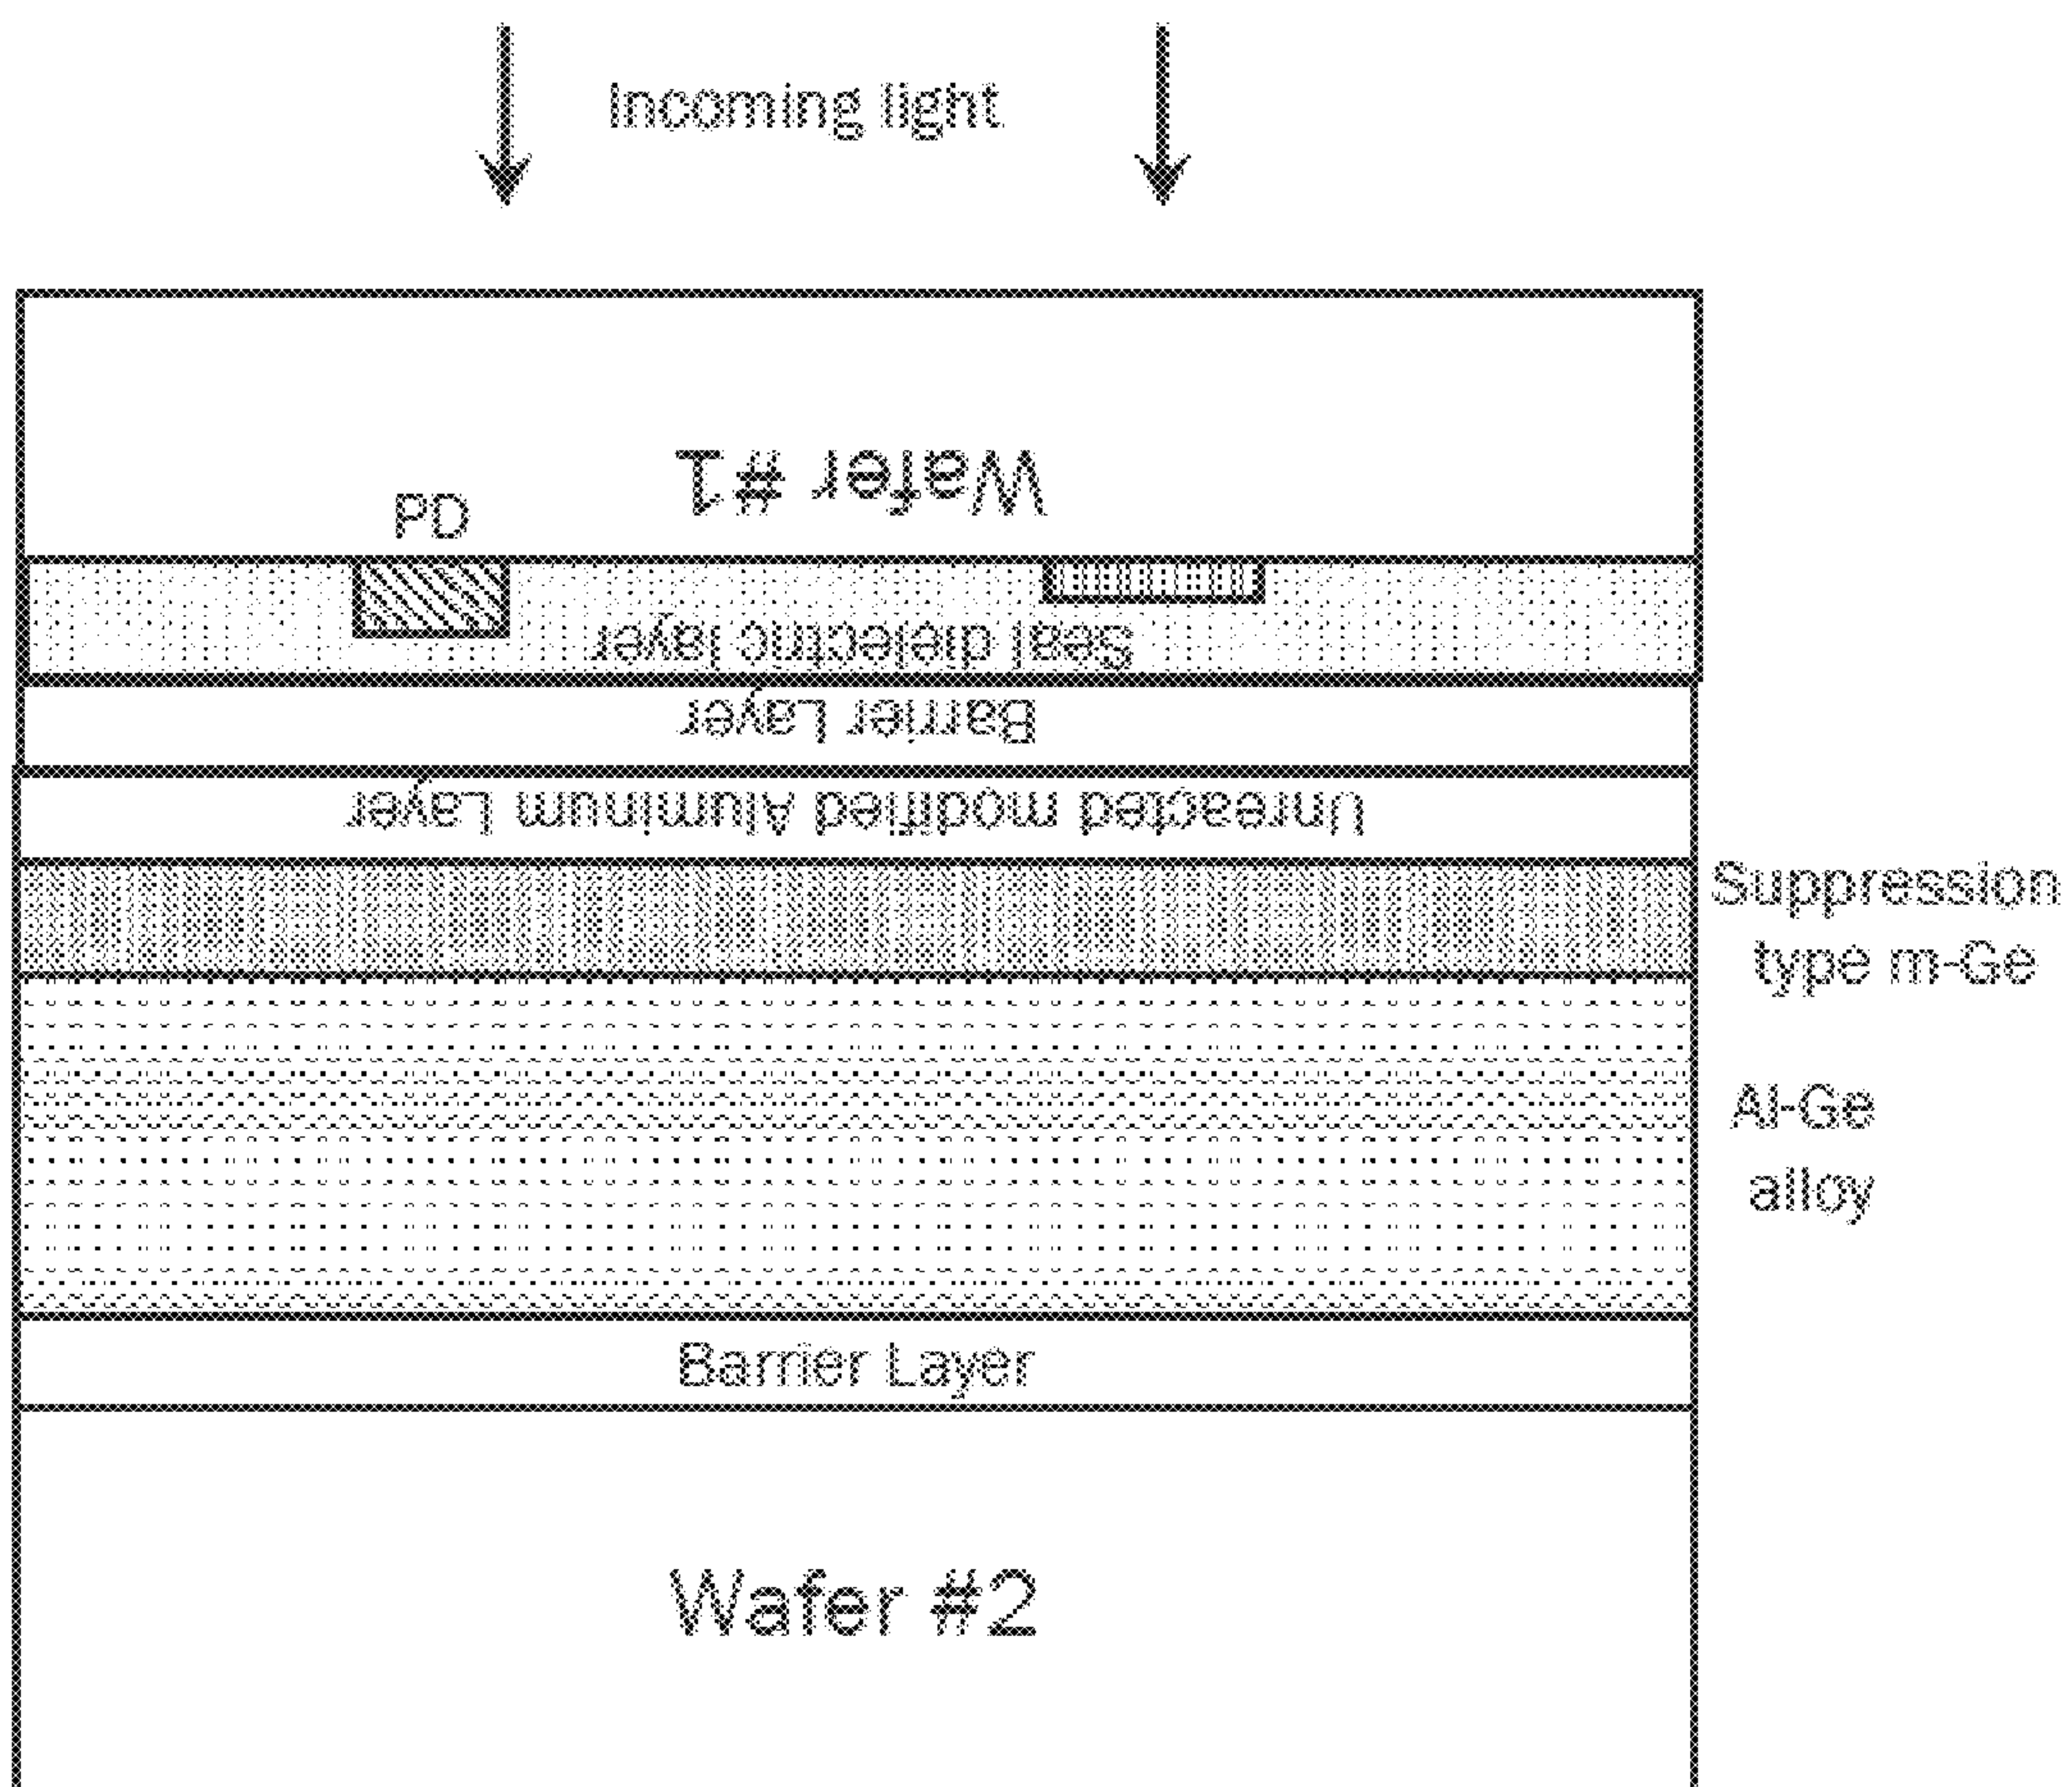 Incoming light
Wafer #1
PD
Seal dielectric layer
Barrier Layer
Unreacted modified Aluminum Layer
Suppression
type m-Ge
Al-Ge
alloy
Barrier Layer
Wafer #2